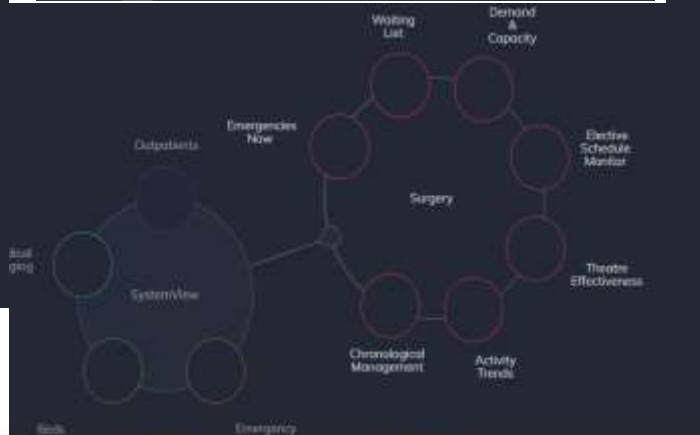 Waiting
List
Demand
&
Capacity
Emergencies
Now
Outpatients
Elective
Schedule
Monitor
Surgery
SystemView
Theatre
Effectiveness
Chronological
Management
Activity
Trends
Beds
Emergency